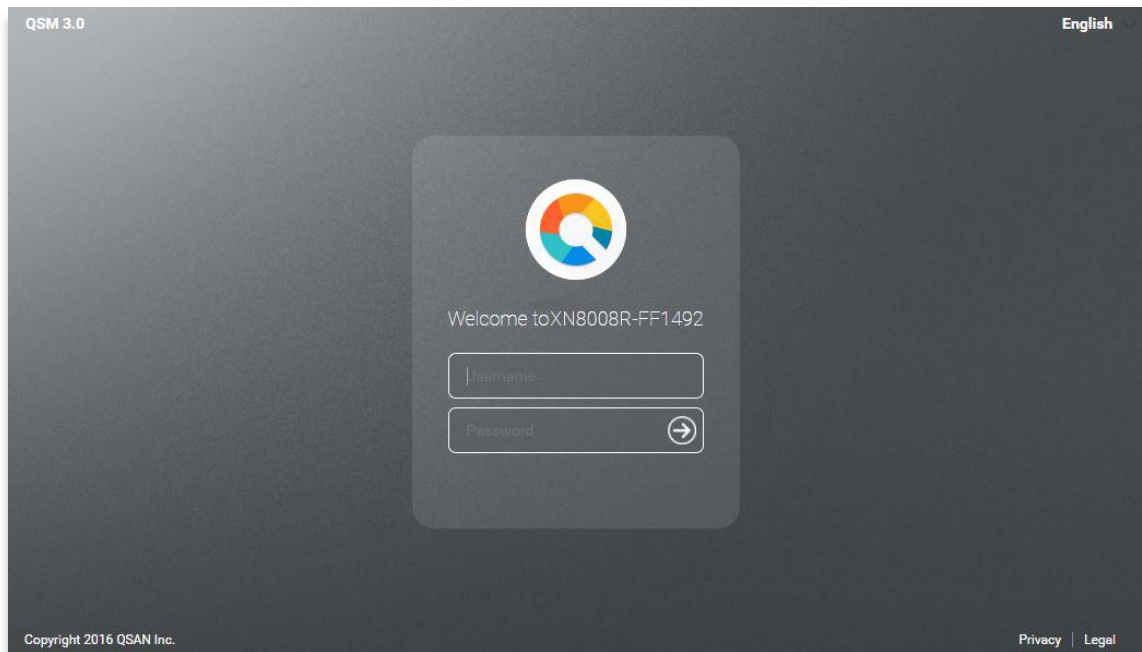 QSM 3.0
English
Welcome toXN8008R-FF1492
Username
Password
Copyright 2016 QSAN Inc.
Privacy | Legal